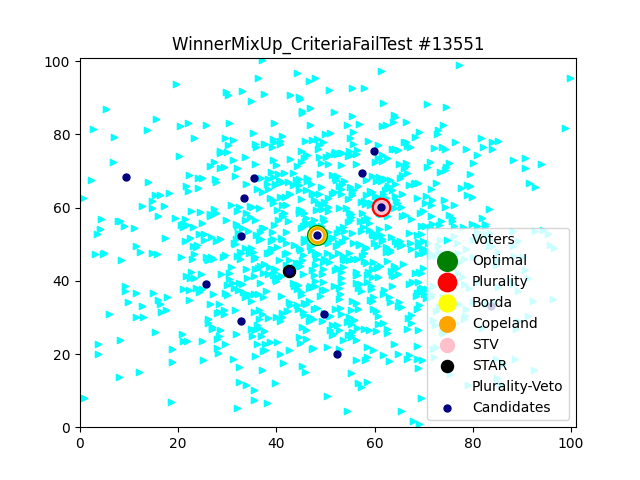 WinnerMixUp_CriteriaFailTest #13551
100
80
60
40
20
0
0
20
40
60
80
100
Voters
Optimal
Plurality
Borda
Copeland
STV
STAR
Plurality-Veto
Candidates